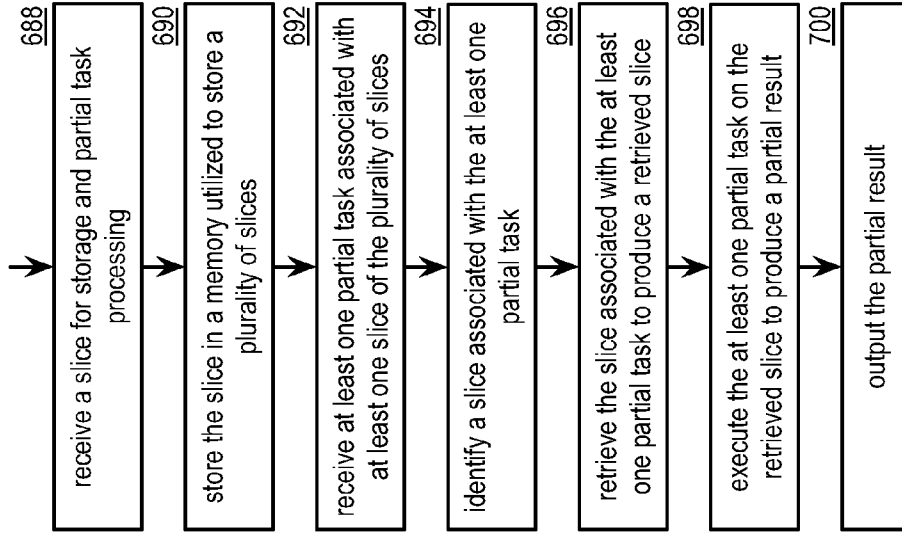 688
receive a slice for storage and partial task
processing
690
store the slice in a memory utilized to store a
plurality of slices
692
receive at least one partial task associated with
at least one slice of the plurality of slices
694
identify a slice associated with the at least one
partial task
696
retrieve the slice associated with the at least
one partial task to produce a retrieved slice
698
execute the at least one partial task on the
retrieved slice to produce a partial result
700
output the partial result